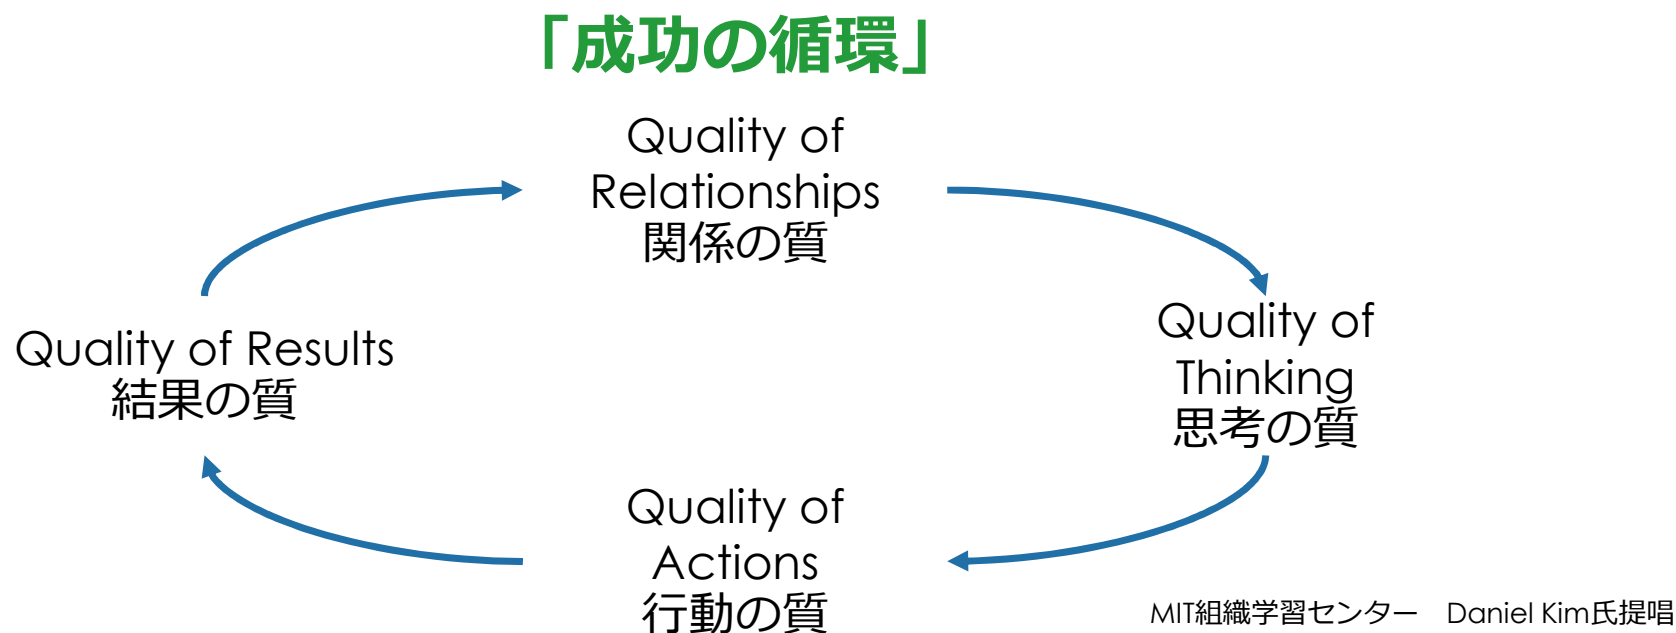 「成功の循環」
Quality of
Relationships
関係の質
Quality of
Thinking
思考の質
Quality of Results
結果の質
Quality of
Actions
行動の質
MIT組織学習センター　Daniel Kim氏提唱